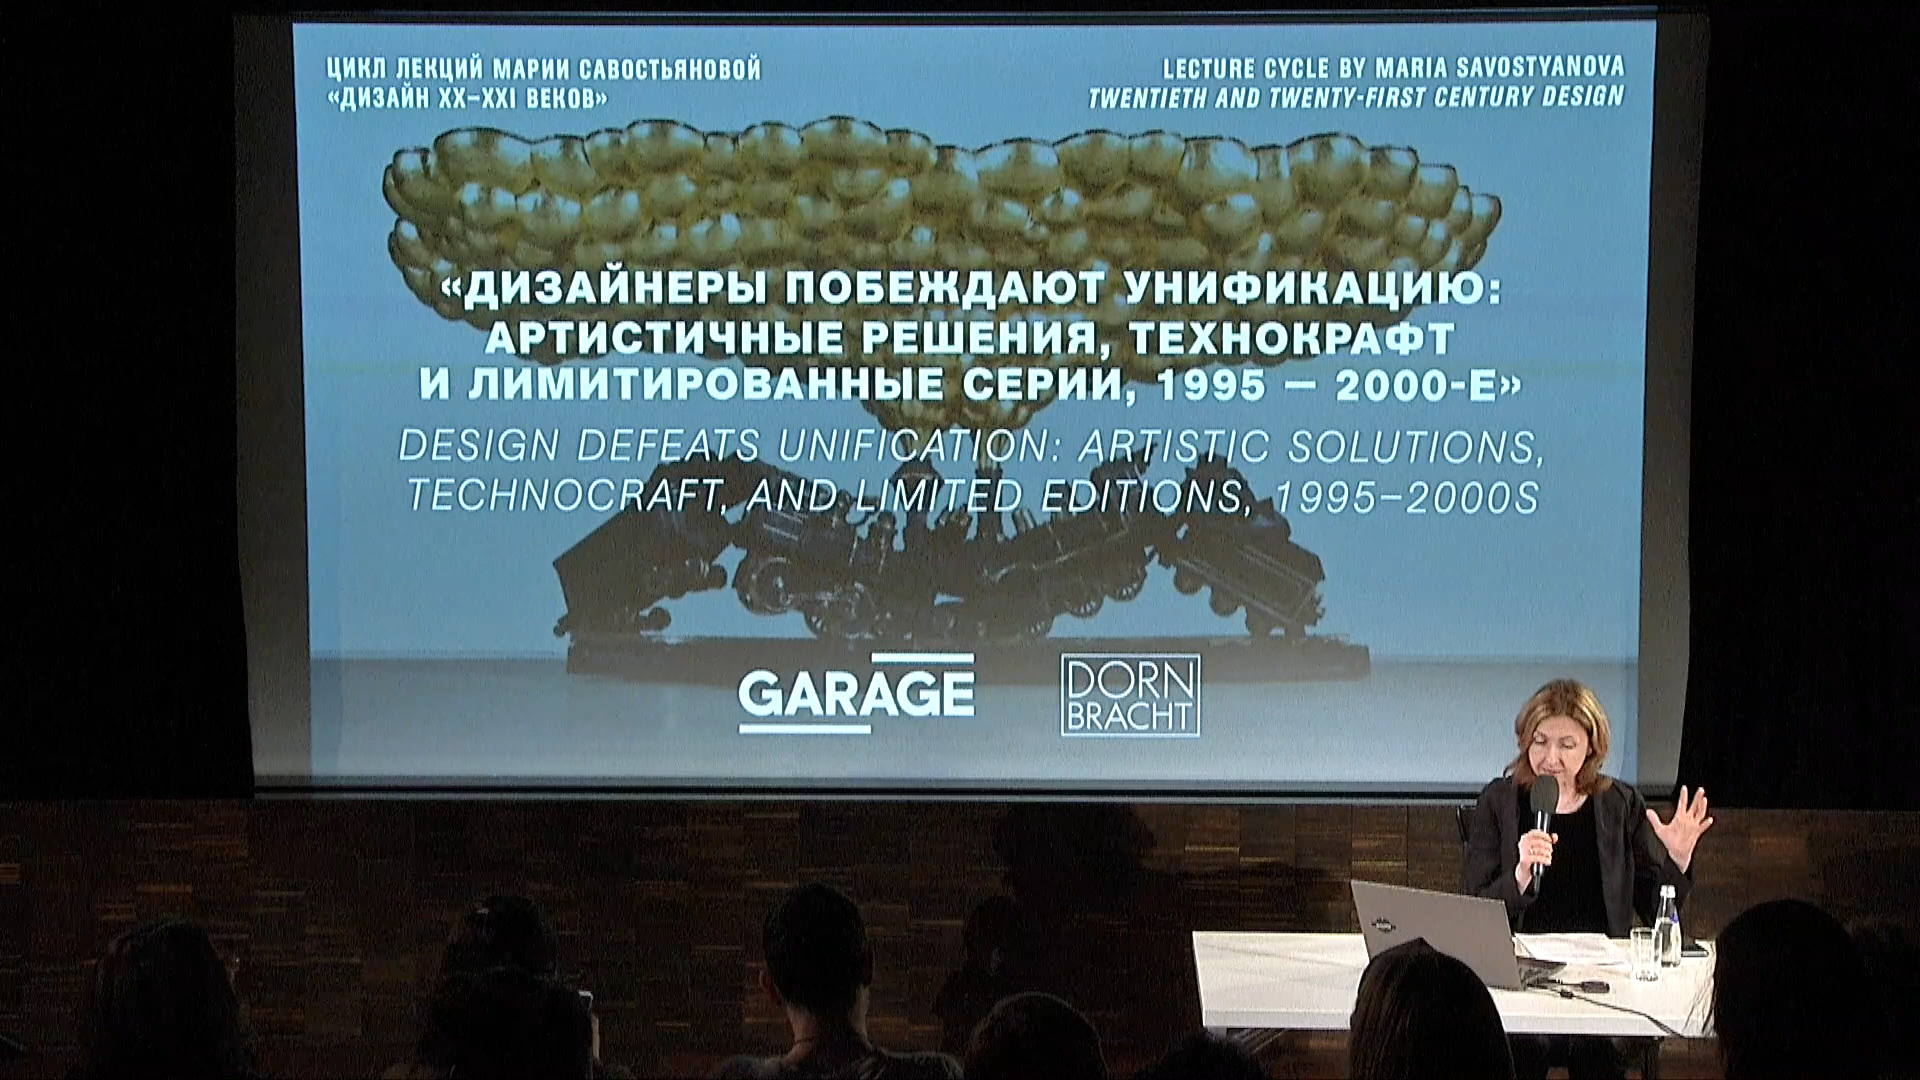 ЦИКЛ ЛЕКЦИЙ МАРИИ САВОСТЬЯНОВОЙ
«ДИЗАЙН XX–XXI ВЕКОВ»
LECTURE CYCLE BY MARIA SAVOSTYANOVA
TWENTIETH AND TWENTY-FIRST CENTURY DESIGN
«ДИЗАЙНЕРЫ ПОБЕЖДАЮТ УНИФИКАЦИЮ:
АРТИСТИЧНЫЕ РЕШЕНИЯ, ТЕХНОКРАФТ
И ЛИМИТИРОВАННЫЕ СЕРИИ, 1995 — 2000-Е»
DESIGN DEFEATS UNIFICATION: ARTISTIC SOLUTIONS,
TECHNOCRAFT, AND LIMITED EDITIONS, 1995–2000S
GARAGE
DORN
BRACHT